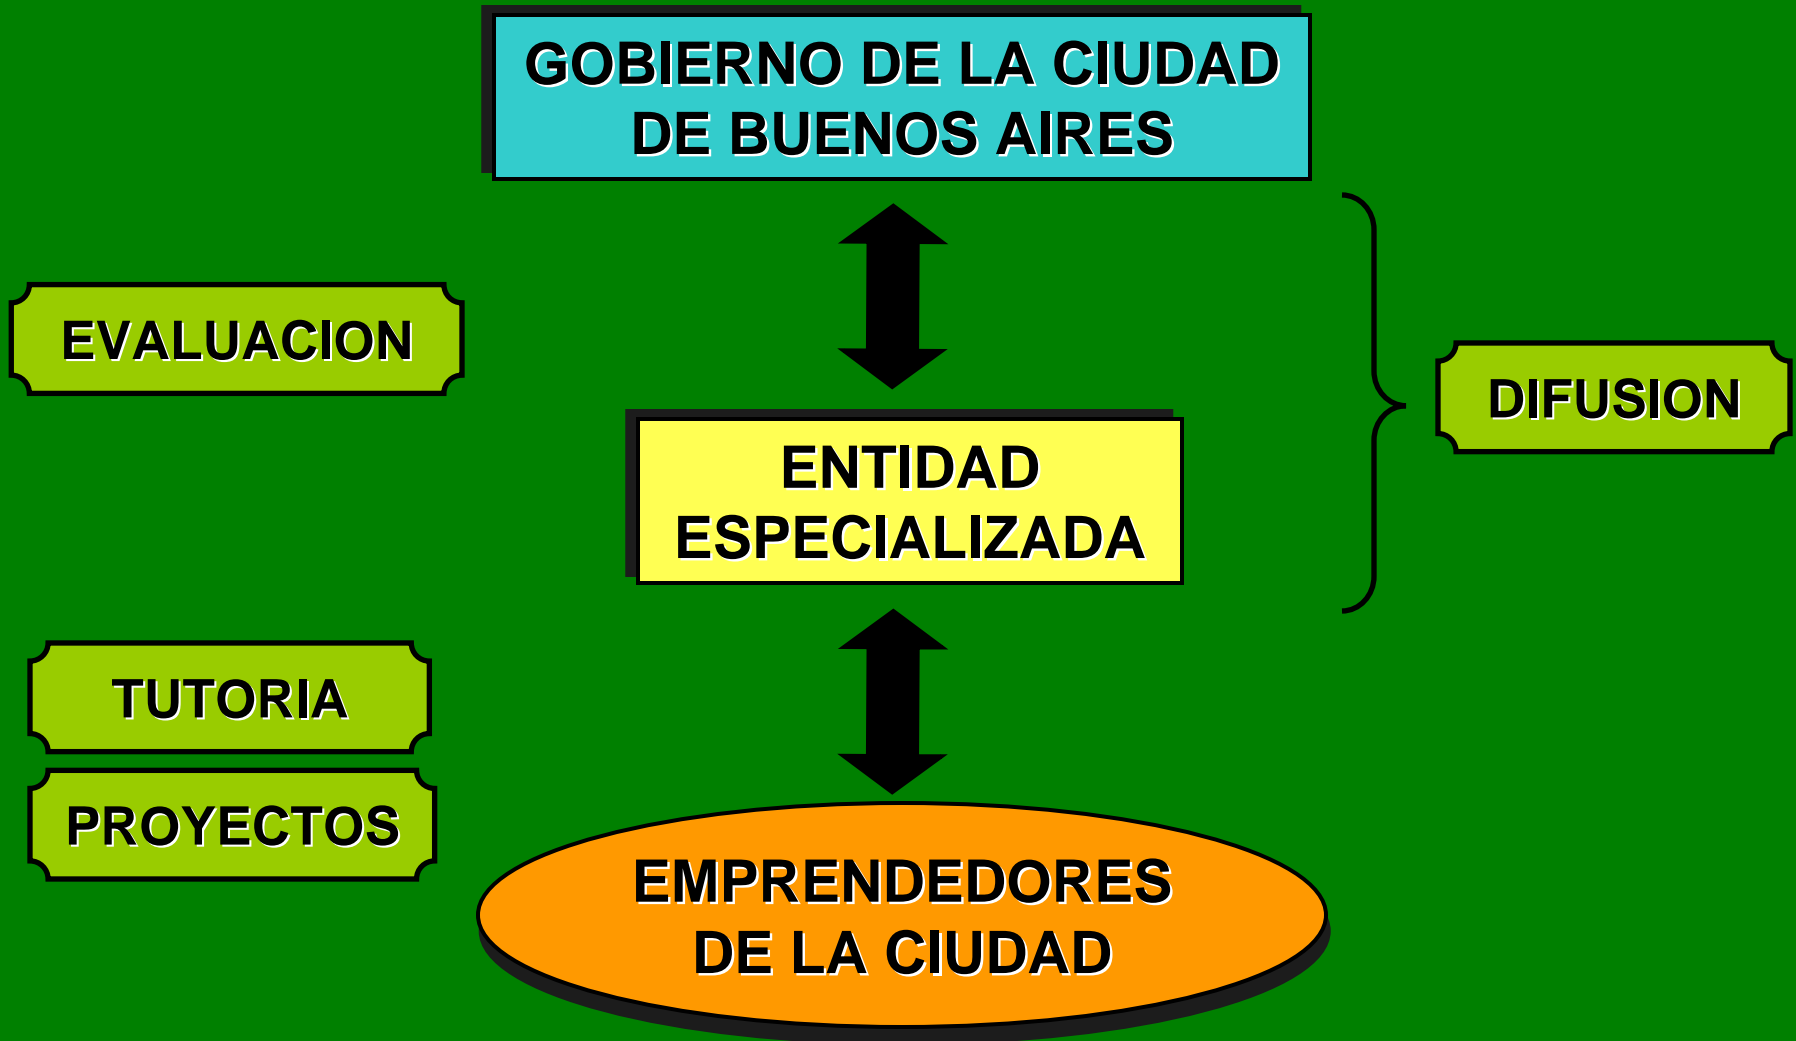 GOBIERNO DE LA CIUDAD
DE BUENOS AIRES
EVALUACION
DIFUSION
ENTIDAD
ESPECIALIZADA
TUTORIA
PROYECTOS
EMPRENDEDORES
DE LA CIUDAD